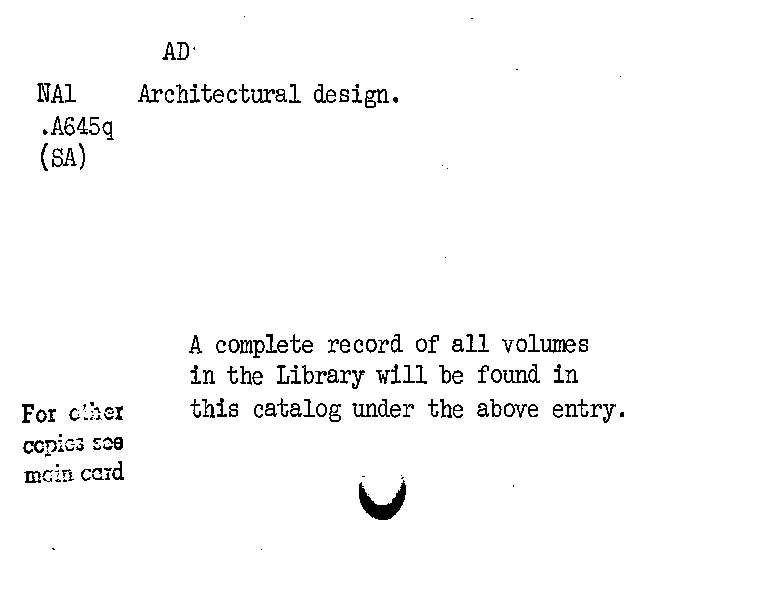 AD
NA1 Architectural design.
.A645q
(SA)
A complete record of all volumes
in the Library will be found in
this catalog under the above entry.
For other
copies see
main card